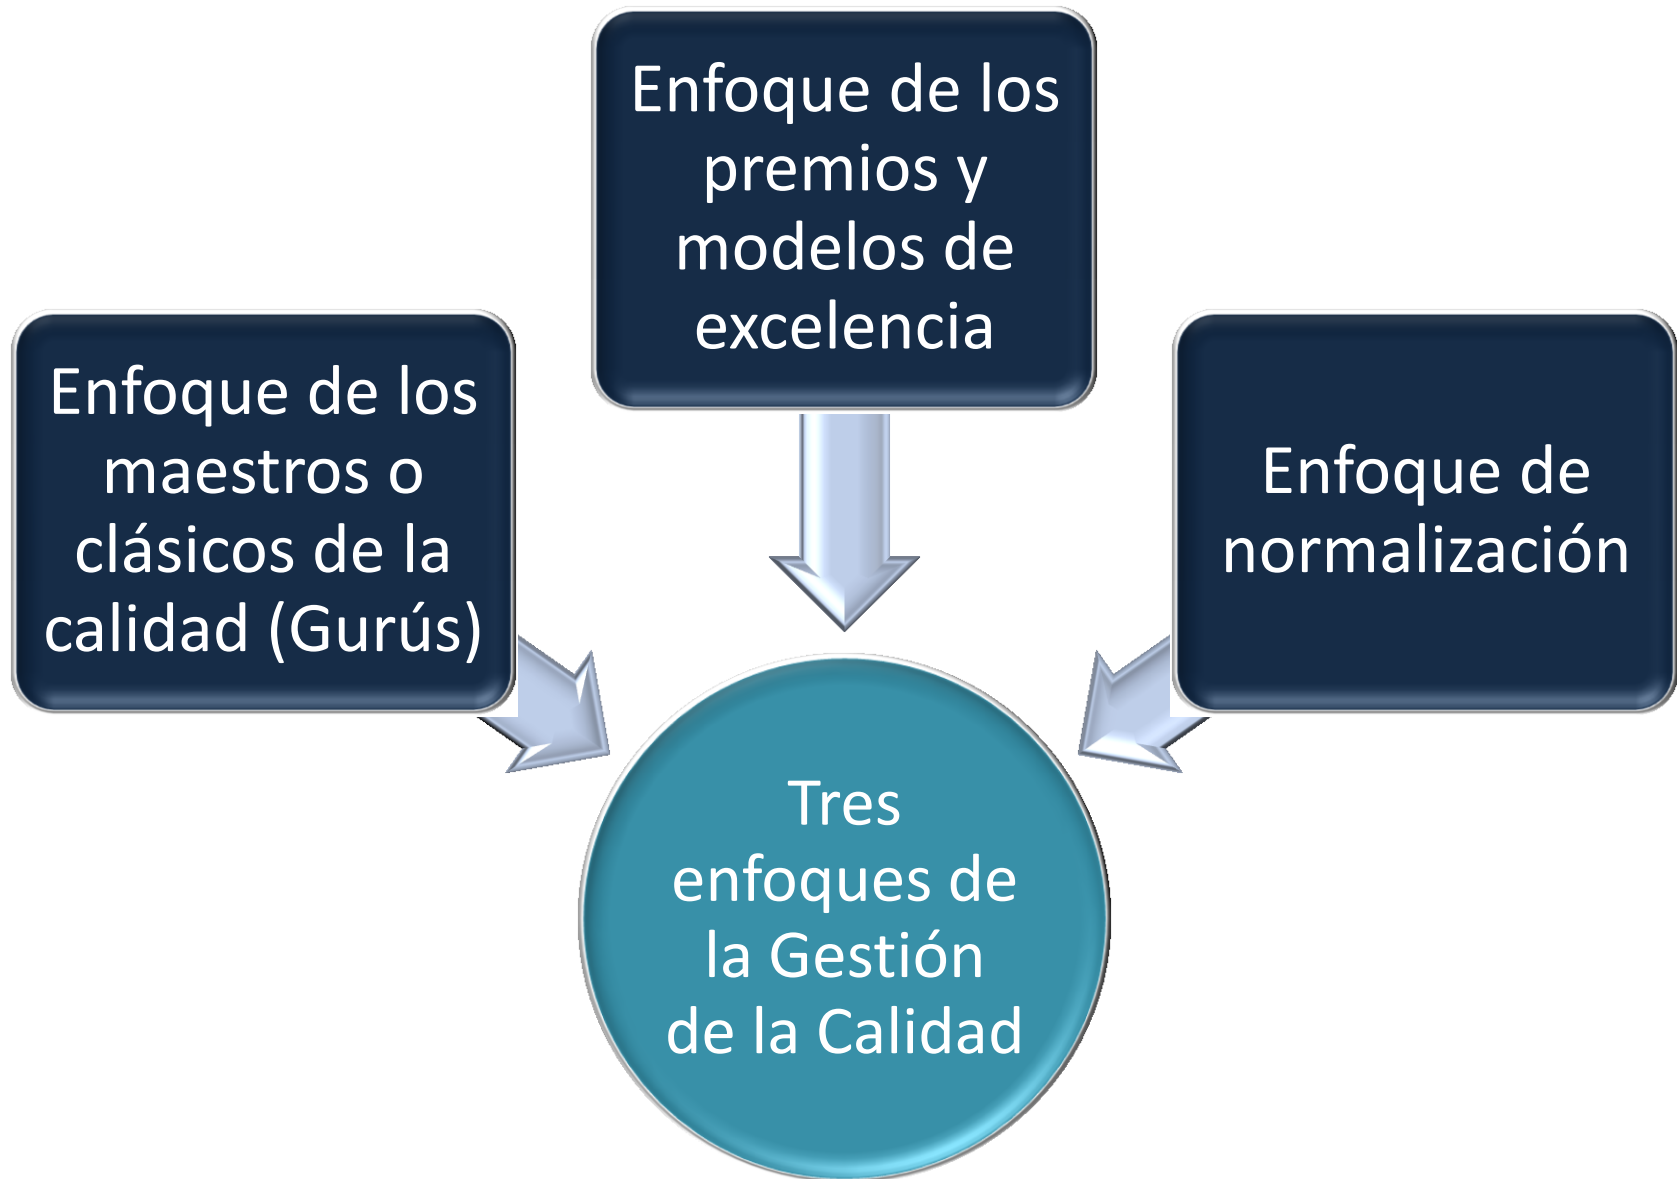 Enfoque de los
premios y
modelos de
excelencia
Enfoque de los
maestros o
clásicos de la
calidad (Gurús)
Enfoque de
normalización
Tres
enfoques de
la Gestión
de la Calidad